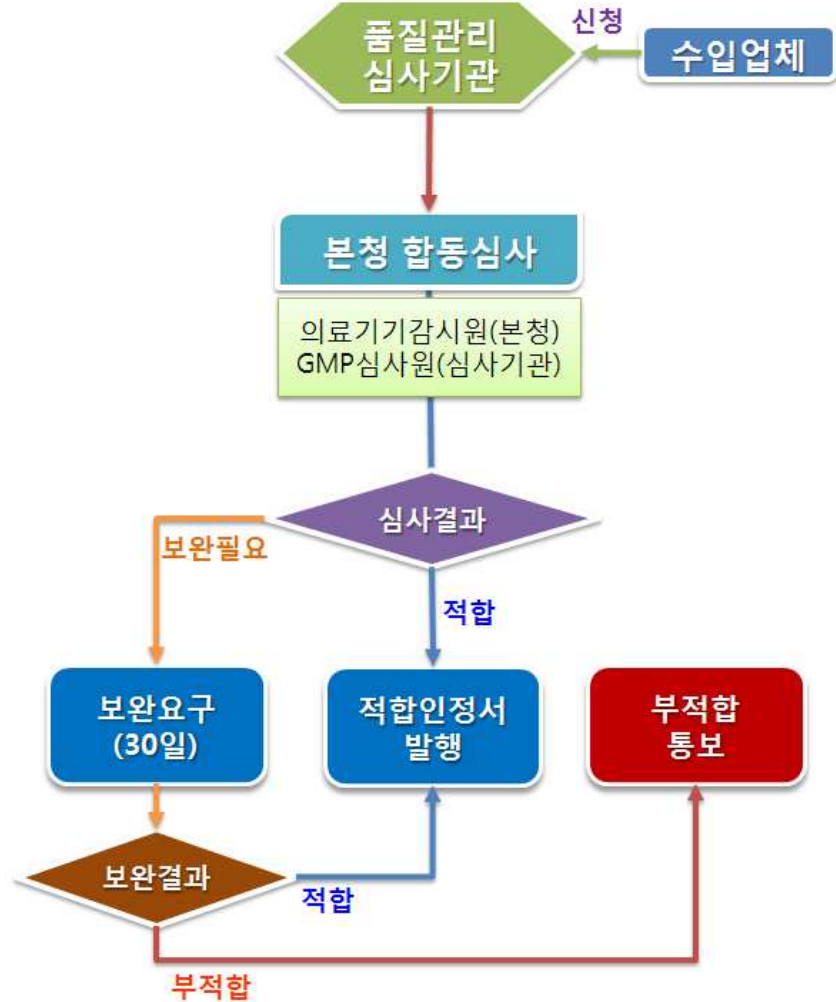 품질관리
심사기관
신청
수입업체
본청 합동심사
의료기기감시원(본청)
GMP심사원(심사기관)
심사결과
보완필요
적합
보완요구
(30일)
적합인정서
발행
부적합
통보
보완결과
적합
부적합